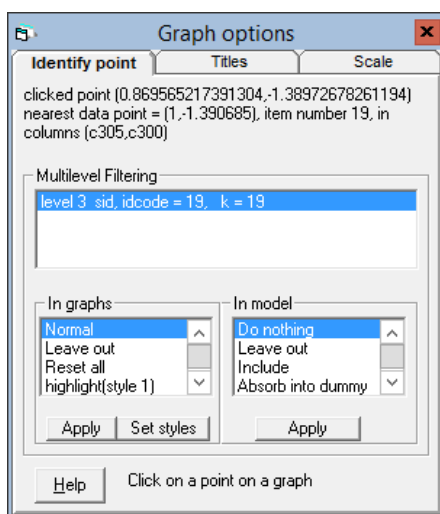 Graph options
Identify point
Titles
Scale
clicked point (0.869565217391304,-1.38972678261194)
nearest data point = (1,-1.390685), item number 19, in
columns (c305,c300)
Multilevel Filtering
level 3 sid, idcode = 19, k = 19
In graphs
Normal
Leave out
Reset all
highlight(style 1)
Apply
Set styles
In model
Do nothing
Leave out
Include
Absorb into dummy
Apply
Help
Click on a point on a graph